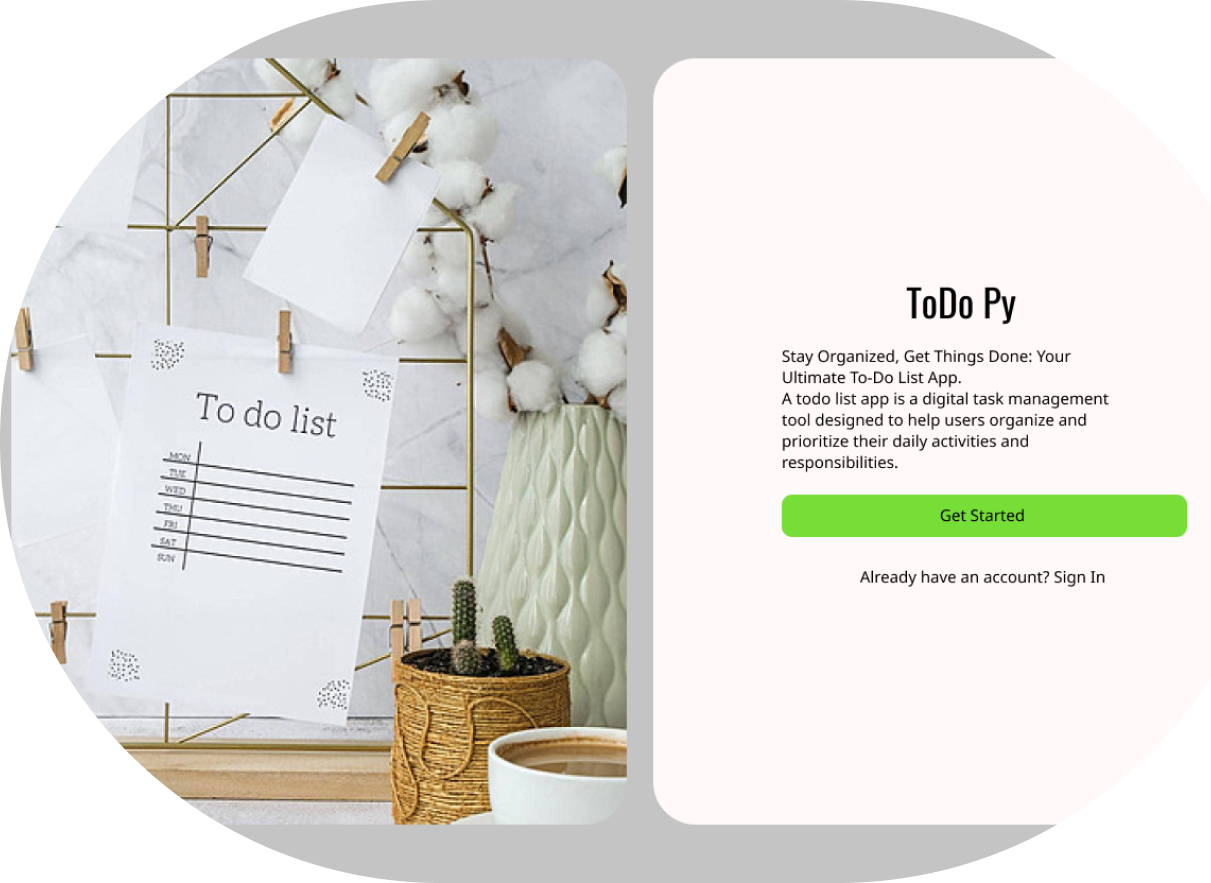 To do list
MON
TUE
WED
THU
FRI
SAT
SUN
ToDo Py
Stay Organized, Get Things Done: Your
Ultimate To-Do List App.
A todo list app is a digital task management
tool designed to help users organize and
prioritize their daily activities and
responsibilities.
Get Started
Already have an account? Sign In